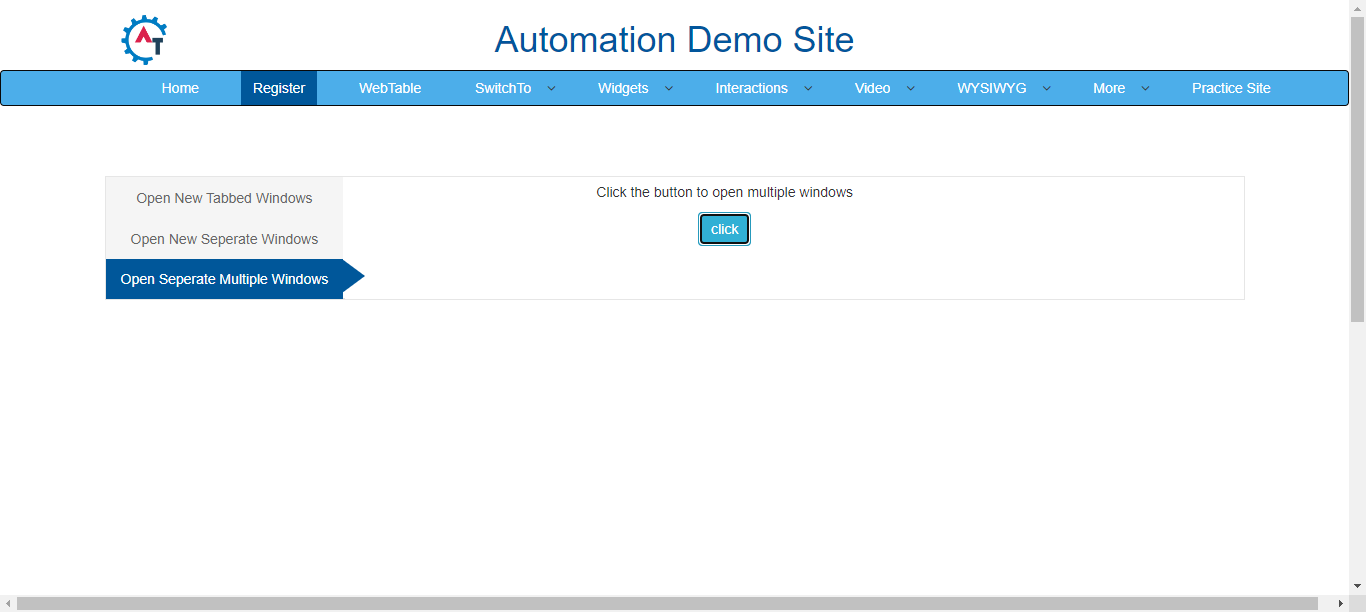 AT
Automation Demo Site
Home Register WebTable SwitchTo Widgets Interactions Video WYSIWYG More Practice Site
Open New Tabbed Windows
Open New Seperate Windows
Open Seperate Multiple Windows
Click the button to open multiple windows
click